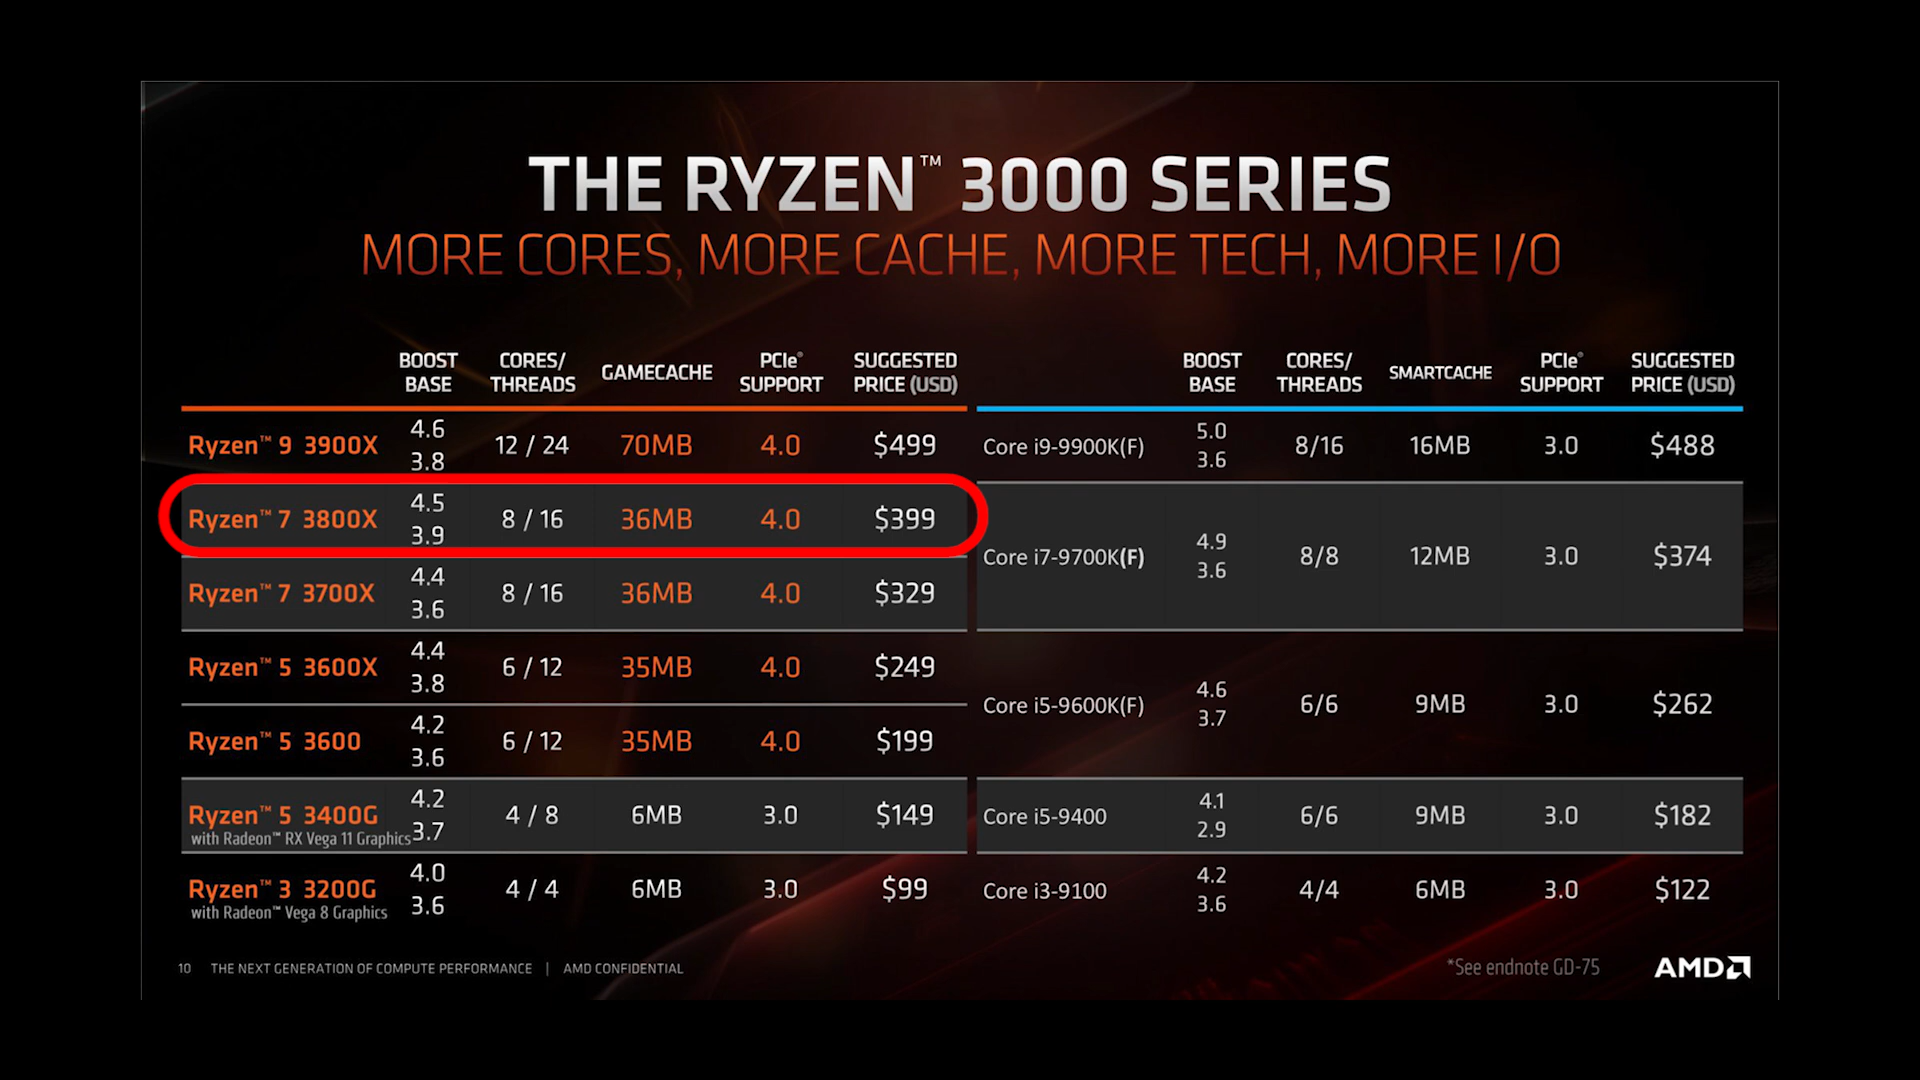 THE RYZEN™ 3000 SERIES
MORE CORES, MORE CACHE, MORE TECH, MORE I/O
BOOST BASE CORES/ THREADS GAMECACHE PCIe® SUPPORT SUGGESTED PRICE (USD) BOOST BASE CORES/ THREADS SMARTCACHE PCIe® SUPPORT SUGGESTED PRICE (USD)
Ryzen™ 9 3900X 4.6 3.8 12 / 24 70MB 4.0 $499 Core i9-9900K(F) 5.0 3.6 8/16 16MB 3.0 $488
Ryzen™ 7 3800X 4.5 3.9 8 / 16 36MB 4.0 $399
Core i7-9700K(F) 4.9 3.6 8/8 12MB 3.0 $374
Ryzen™ 7 3700X 4.4 3.6 8 / 16 36MB 4.0 $329
Ryzen™ 5 3600X 4.4 3.8 6 / 12 35MB 4.0 $249
Core i5-9600K(F) 4.6 3.7 6/6 9MB 3.0 $262
Ryzen™ 5 3600 4.2 3.6 6 / 12 35MB 4.0 $199
Ryzen™ 5 3400G 4.2 3.7 4 / 8 6MB 3.0 $149 Core i5-9400 4.1 2.9 6/6 9MB 3.0 $182
with Radeon™ RX Vega 11 Graphics
Ryzen™ 3 3200G 4.0 3.6 4 / 4 6MB 3.0 $99 Core i3-9100 4.2 3.6 4/4 6MB 3.0 $122
with Radeon™ Vega 8 Graphics
10 THE NEXT GENERATION OF COMPUTE PERFORMANCE | AMD CONFIDENTIAL *See endnote GD-75 AMD